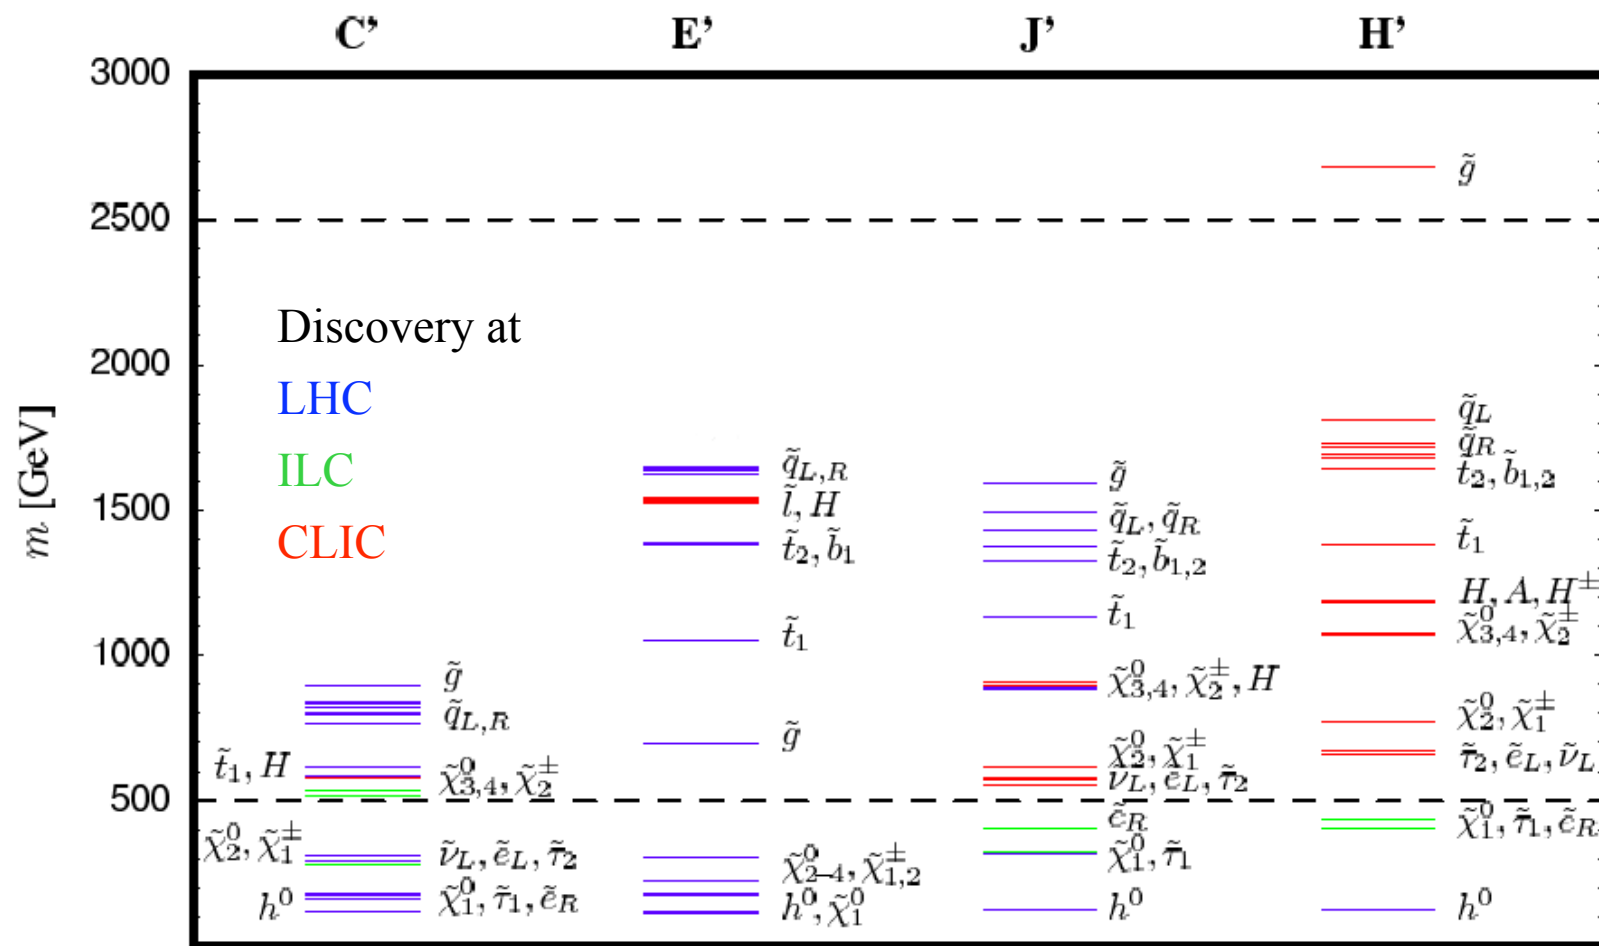 C’ E’ J’ H’
3000
2500
2000
1500
1000
500
m [GeV]
Discovery at
LHC
ILC
CLIC
g̃
q̃L,R
t̃1, H
χ̃⁰3,4, χ̃±2
χ̃⁰2, χ̃±1
ν̃L, ẽL, τ̃2
h⁰
χ̃⁰1, τ̃1, ẽR
q̃L,R
l̃, H
t̃2, b̃1
t̃1
g̃
χ̃⁰2–4, χ̃±1,2
h⁰, χ̃⁰1
g̃
q̃L, q̃R
t̃2, b̃1,2
t̃1
χ̃⁰3,4, χ̃±2, H
χ̃⁰2, χ̃±1
ν̃L, ẽL, τ̃2
ẽR
χ̃⁰1, τ̃1
h⁰
g̃
q̃L
q̃R
t̃2, b̃1,2
t̃1
H, A, H±
χ̃⁰3,4, χ̃±2
χ̃⁰2, χ̃±1
τ̃2, ẽL, ν̃L
χ̃⁰1, τ̃1, ẽR
h⁰